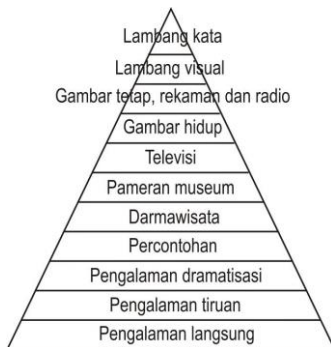 Lambang kata
Lambang visual
Gambar tetap, rekaman dan radio
Gambar hidup
Televisi
Pameran museum
Darmawisata
Percontohan
Pengalaman dramatisasi
Pengalaman tiruan
Pengalaman langsung